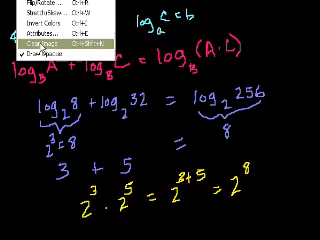 Flip/Rotate... Ctrl+R
Stretch/Skew... Ctrl+W
Invert Colors Ctrl+I
Attributes... Ctrl+E
Clear Image Ctrl+Shft+N
Draw Opaque
log_a c = b
log_B A + log_B C = log_B (A · C)
log_2 8 + log_2 32 = log_2 256
2^3 = 8 8
3 + 5 =
2^3 · 2^5 = 2^{3+5} = 2^8